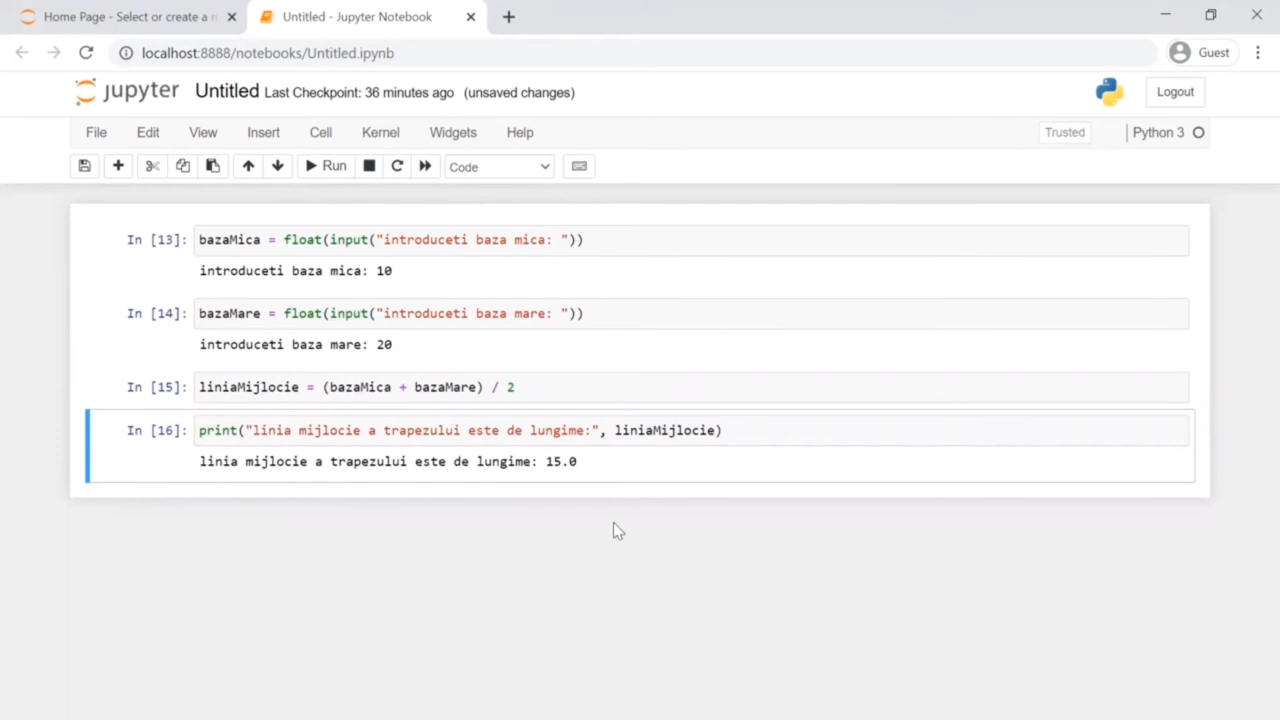 Home Page - Select or create a n
Untitled - Jupyter Notebook
localhost:8888/notebooks/Untitled.ipynb
Guest
jupyter Untitled Last Checkpoint: 36 minutes ago (unsaved changes)
Logout
File Edit View Insert Cell Kernel Widgets Help
Trusted
Python 3
Run
Code
In [13]: bazaMica = float(input("introduceti baza mica: "))
introduceti baza mica: 10
In [14]: bazaMare = float(input("introduceti baza mare: "))
introduceti baza mare: 20
In [15]: liniaMijlocie = (bazaMica + bazaMare) / 2
In [16]: print("linia mijlocie a trapezului este de lungime:", liniaMijlocie)
linia mijlocie a trapezului este de lungime: 15.0